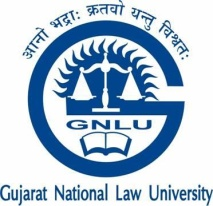 आनो भद्राः क्रतवो यन्तु विश्वतः
GNLU
Gujarat National Law University